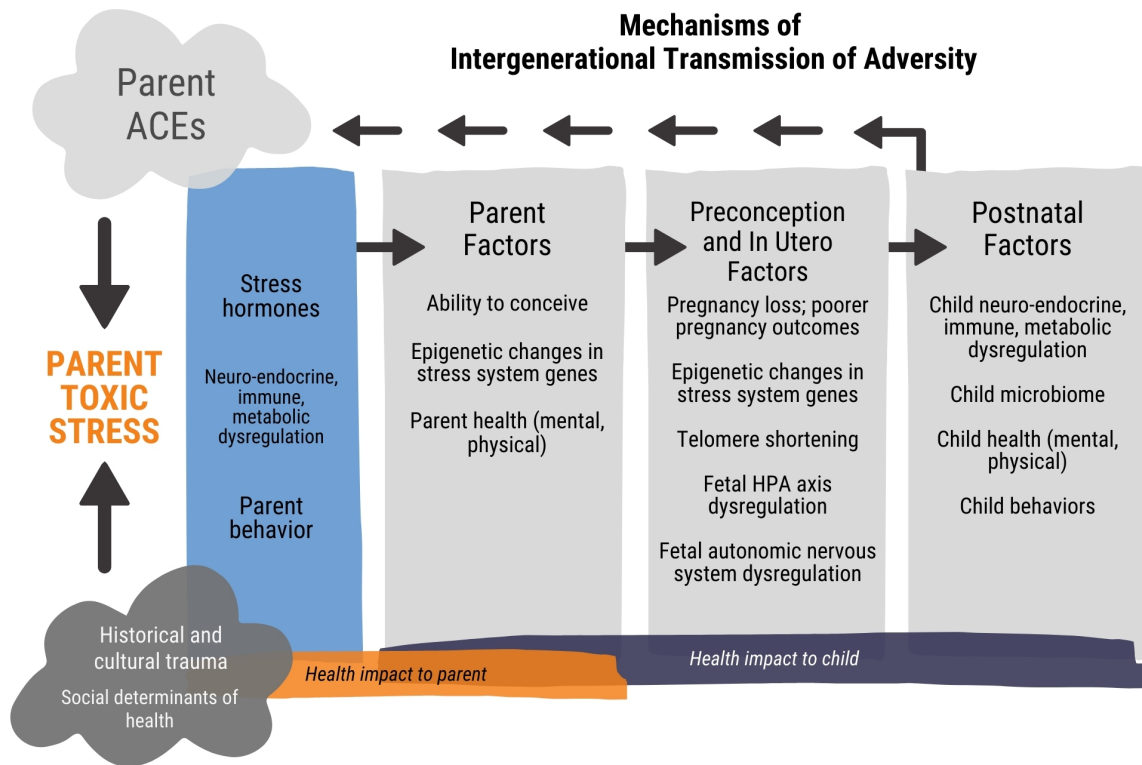 Mechanisms of
Intergenerational Transmission of Adversity
Parent
ACEs
PARENT
TOXIC
STRESS
Historical and
cultural trauma
Social determinants of
health
Stress
hormones
Neuro-endocrine,
immune,
metabolic
dysregulation
Parent
behavior
Parent
Factors
Ability to conceive
Epigenetic changes in
stress system genes
Parent health (mental,
physical)
Preconception
and In Utero
Factors
Pregnancy loss; poorer
pregnancy outcomes
Epigenetic changes in
stress system genes
Telomere shortening
Fetal HPA axis
dysregulation
Fetal autonomic nervous
system dysregulation
Postnatal
Factors
Child neuro-endocrine,
immune, metabolic
dysregulation
Child microbiome
Child health (mental,
physical)
Child behaviors
Health impact to parent
Health impact to child